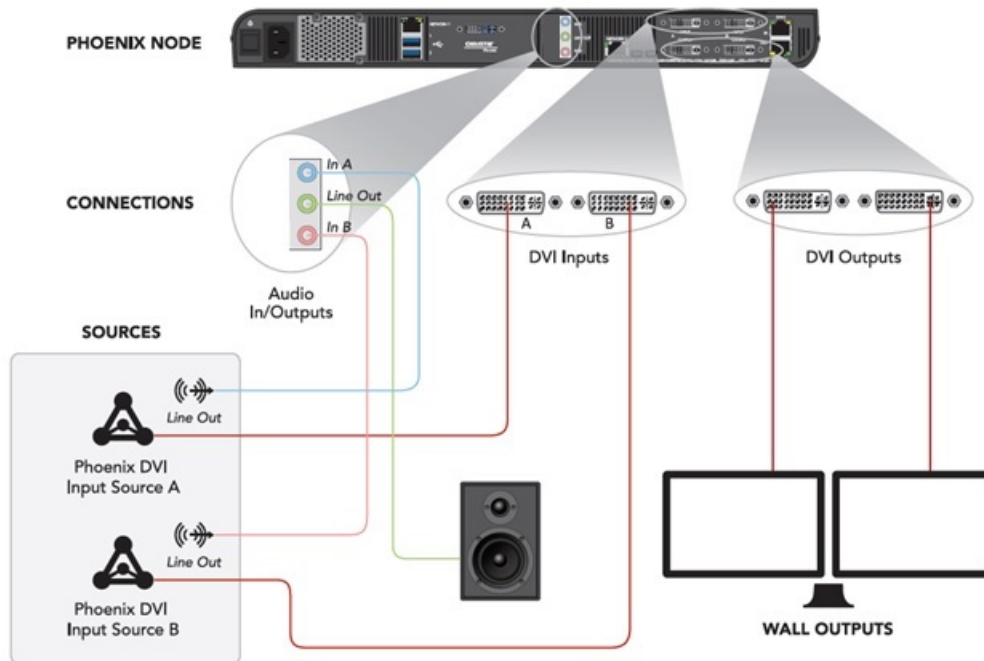 PHOENIX NODE
CHRISTIE
CONNECTIONS
In A
Line Out
In B
Audio
In/Outputs
A
B
DVI Inputs
DVI Outputs
SOURCES
Line Out
Phoenix DVI
Input Source A
Line Out
Phoenix DVI
Input Source B
WALL OUTPUTS